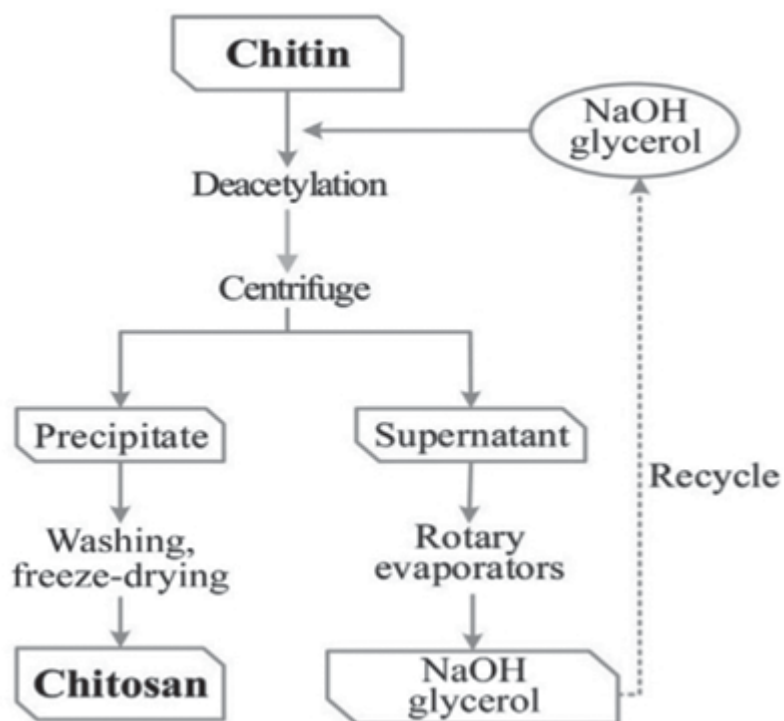 Chitin
NaOH
glycerol
Deacetylation
Centrifuge
Precipitate
Supernatant
Recycle
Washing,
freeze-drying
Rotary
evaporators
Chitosan
NaOH
glycerol